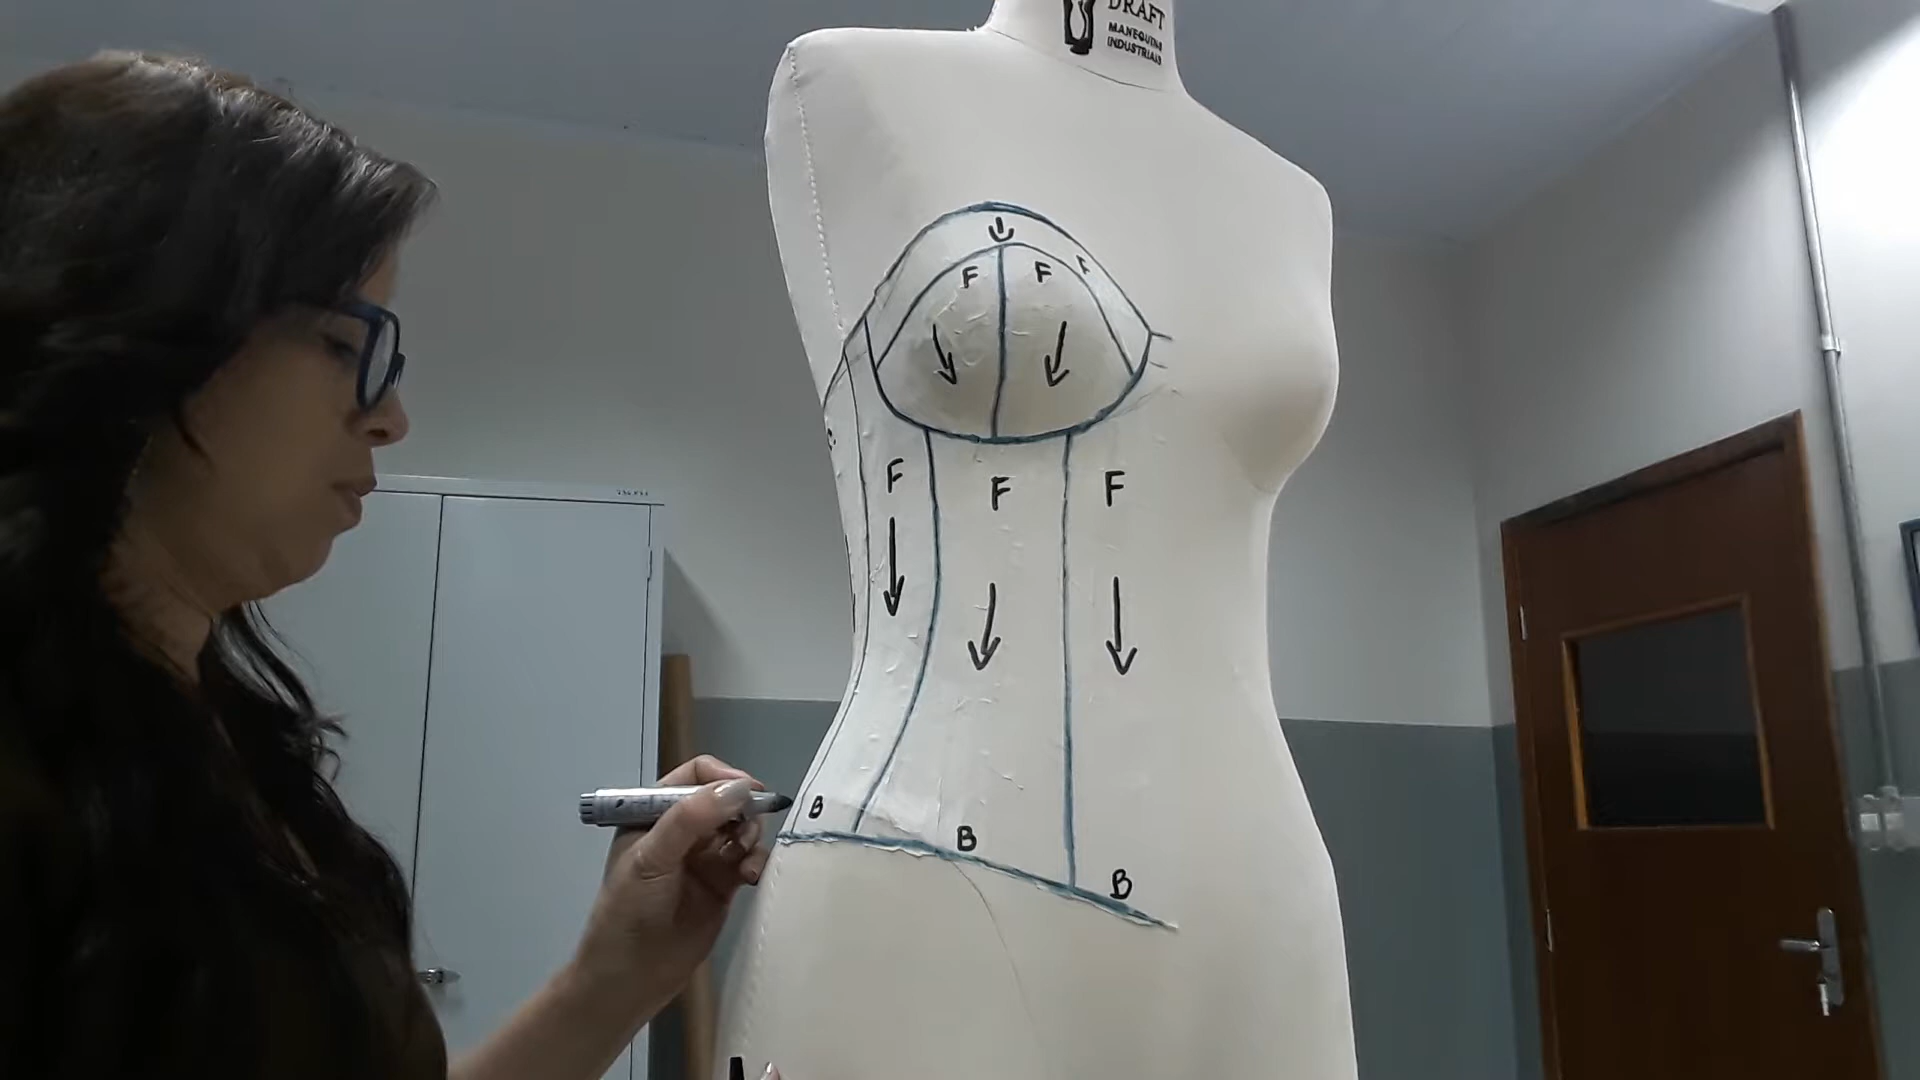 DRAFT
MANEQUINS
INDUSTRIAIS
F F F
F F F
B
B
B